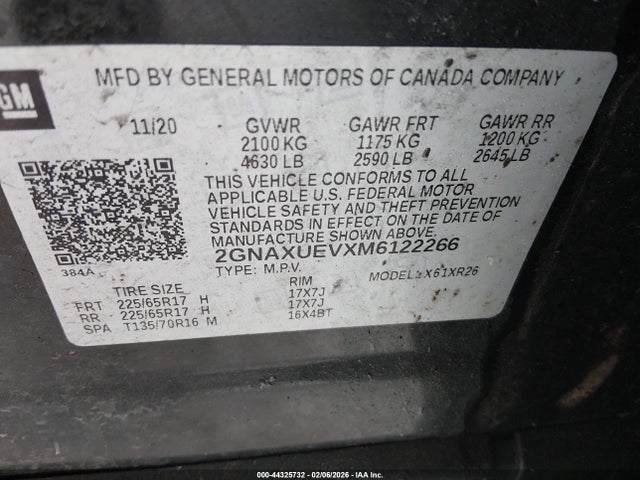 GM
MFD BY GENERAL MOTORS OF CANADA COMPANY
11/20 GVWR GAWR FRT GAWR RR
2100 KG 1175 KG 1200 KG
4630 LB 2590 LB 2645 LB
THIS VEHICLE CONFORMS TO ALL
APPLICABLE U.S. FEDERAL MOTOR
VEHICLE SAFETY AND THEFT PREVENTION
STANDARDS IN EFFECT ON THE DATE OF
MANUFACTURE SHOWN ABOVE.
384A 2GNAXUEVXM6122266
TYPE: M.P.V. MODEL: 1X61XR26
TIRE SIZE RIM
FRT 225/65R17 H 17X7J
RR 225/65R17 H 17X7J
SPA T135/70R16 M 16X4BT
000-44325732 - 02/06/2026 - IAA Inc.